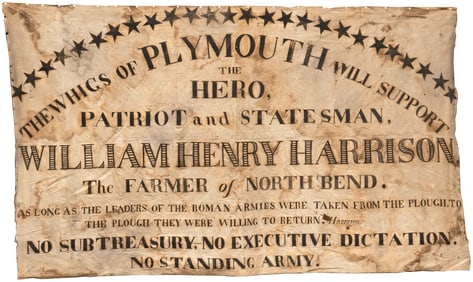 THE WHIGS OF PLYMOUTH WILL SUPPORT
THE
HERO,
PATRIOT and STATESMAN,
WILLIAM HENRY HARRISON,
The FARMER of NORTH BEND.
AS LONG AS THE LEADERS OF THE ROMAN ARMIES WERE TAKEN FROM THE PLOUGH, TO
THE PLOUGH THEY WERE WILLING TO RETURN. Harrison.
NO SUBTREASURY,-NO EXECUTIVE DICTATION.
NO STANDING ARMY.